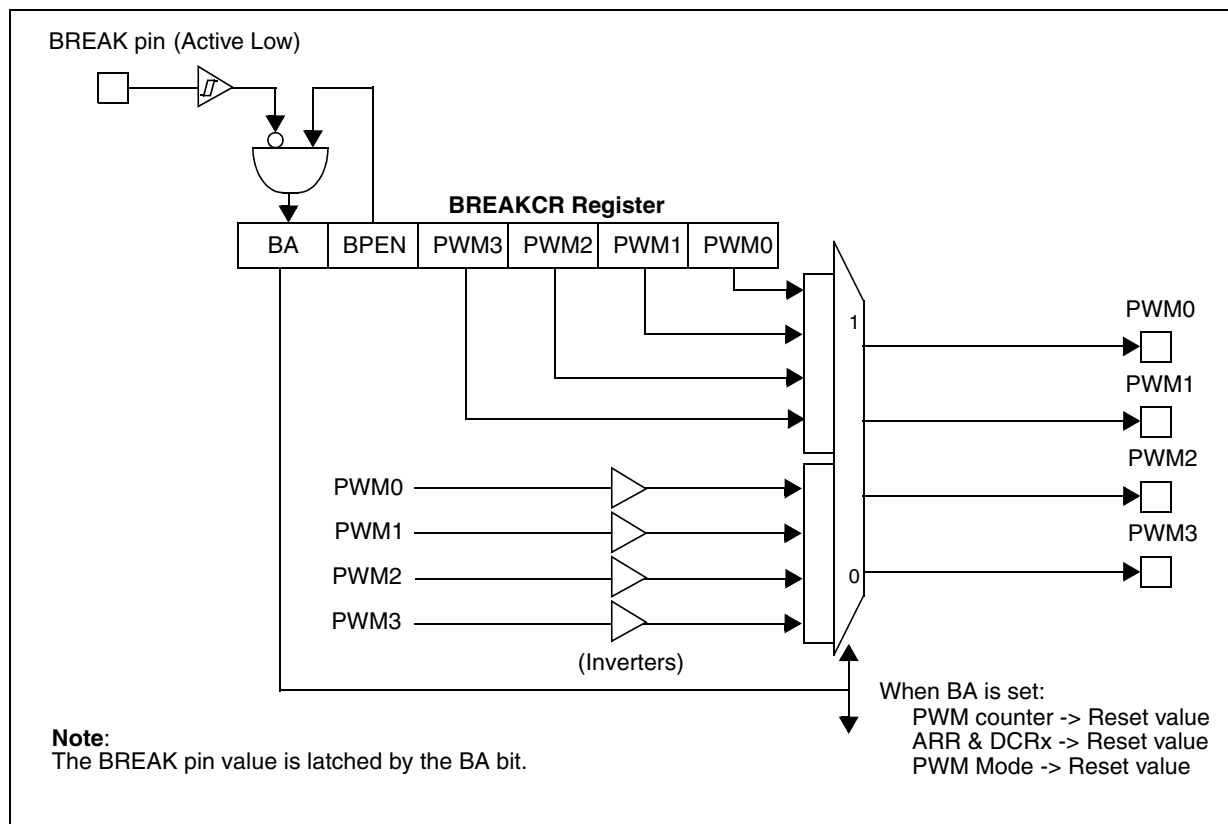 BREAK pin (Active Low)
BREAKCR Register
BA BPEN PWM3 PWM2 PWM1 PWM0
1
PWM0
PWM1
PWM2
PWM3
PWM0
PWM1
PWM2
PWM3
0
(Inverters)
When BA is set:
PWM counter -> Reset value
ARR & DCRx -> Reset value
PWM Mode -> Reset value
Note:
The BREAK pin value is latched by the BA bit.